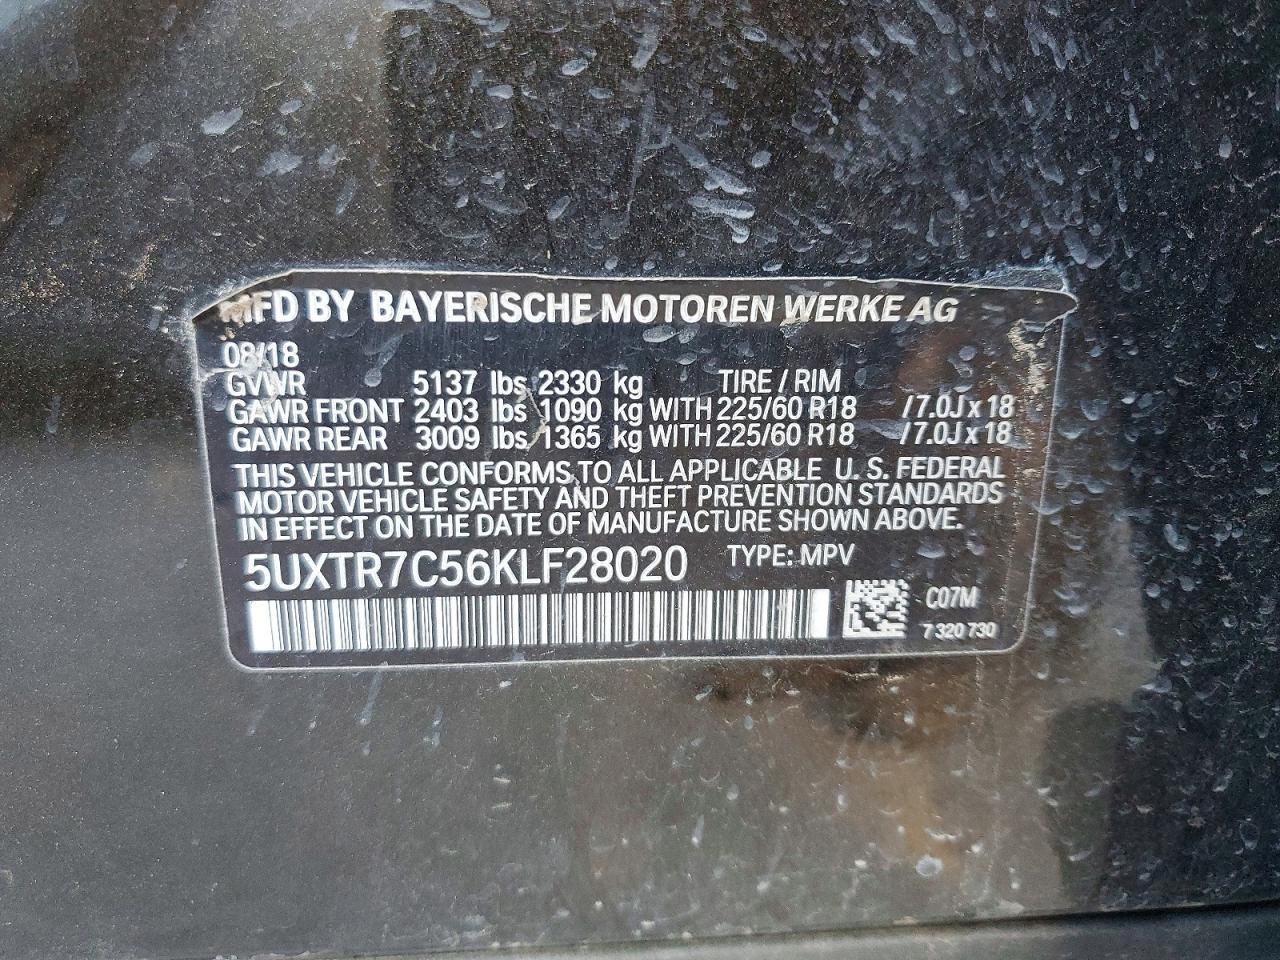 MFD BY BAYERISCHE MOTOREN WERKE AG
08/18
GVWR 5137 lbs 2330 kg TIRE / RIM
GAWR FRONT 2403 lbs 1090 kg WITH 225/60 R18 /7.0J x 18
GAWR REAR 3009 lbs 1365 kg WITH 225/60 R18 /7.0J x 18
THIS VEHICLE CONFORMS TO ALL APPLICABLE U. S. FEDERAL
MOTOR VEHICLE SAFETY AND THEFT PREVENTION STANDARDS
IN EFFECT ON THE DATE OF MANUFACTURE SHOWN ABOVE.
5UXTR7C56KLF28020 TYPE: MPV
C07M
7 320 730